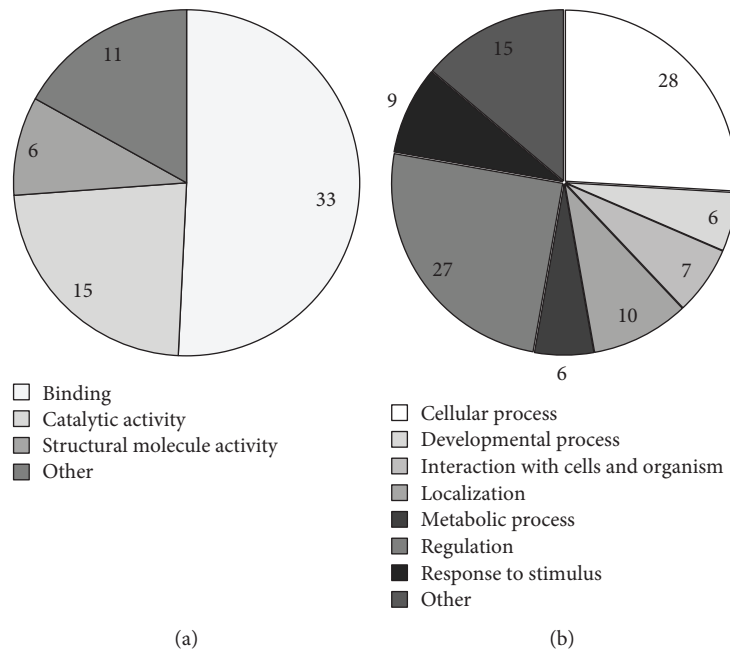 11
33
6
15
Binding
Catalytic activity
Structural molecule activity
Other
(a)
15
28
9
6
7
27
10
6
Cellular process
Developmental process
Interaction with cells and organism
Localization
Metabolic process
Regulation
Response to stimulus
Other
(b)